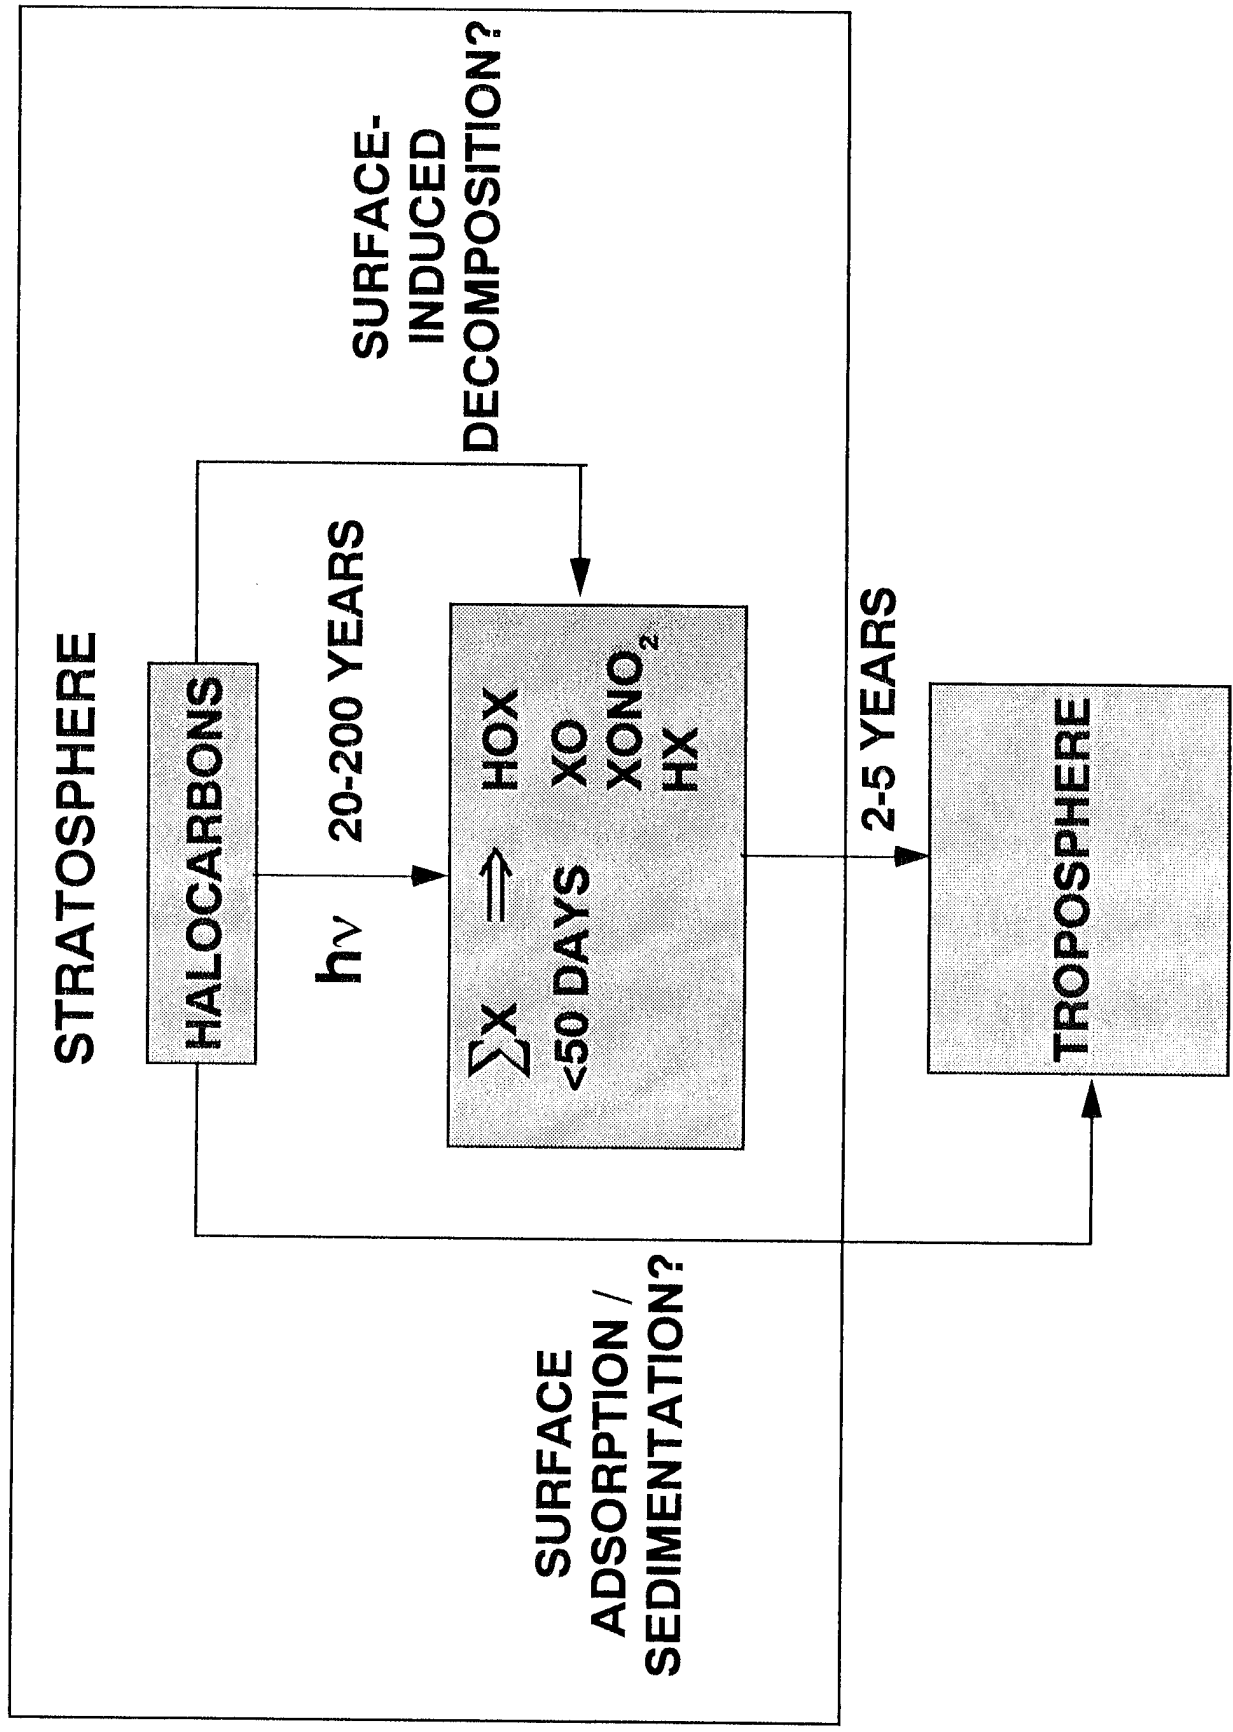 STRATOSPHERE
HALOCARBONS
hν 20-200 YEARS
SURFACE-
INDUCED
DECOMPOSITION?
∑X ⇒ HOX
<50 DAYS XO
XONO₂
HX
SURFACE
ADSORPTION /
SEDIMENTATION?
2-5 YEARS
TROPOSPHERE